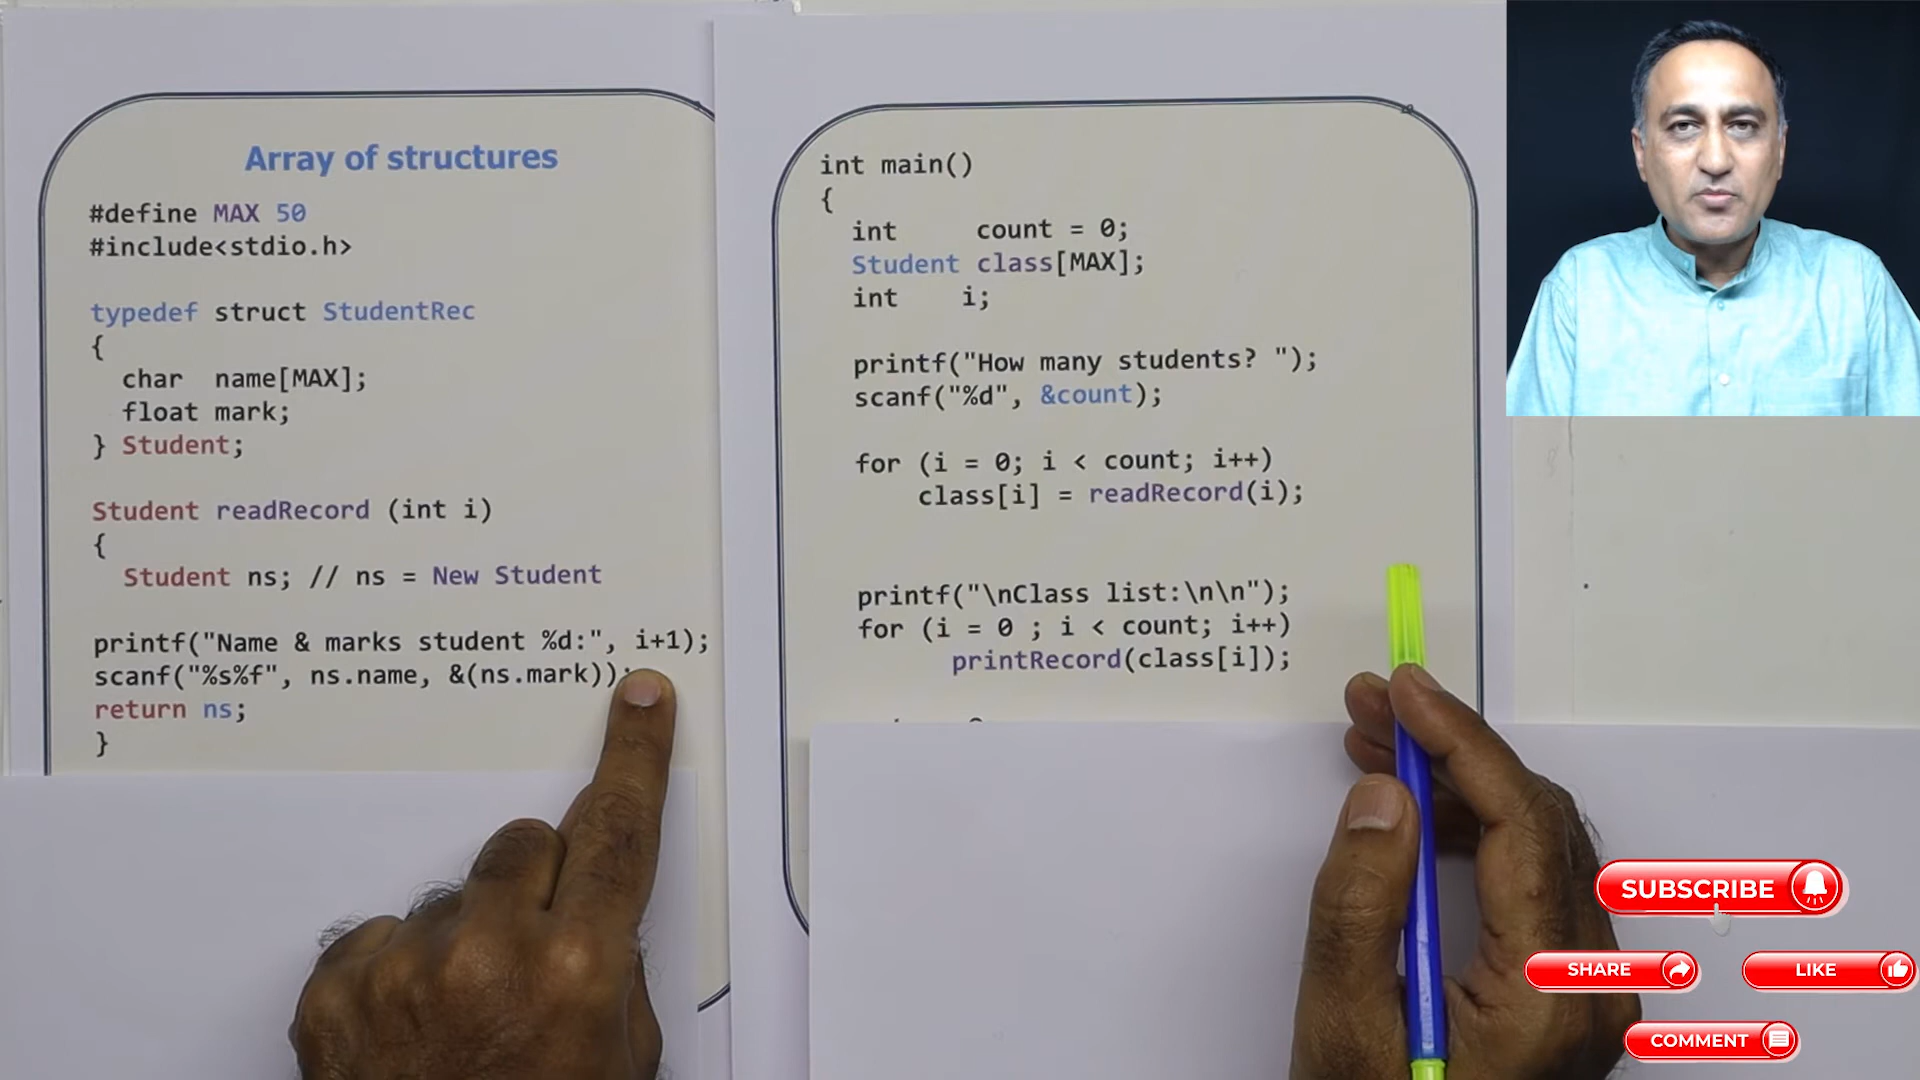 Array of structures
#define MAX 50
#include<stdio.h>
typedef struct StudentRec
{
char name[MAX];
float mark;
} Student;
Student readRecord (int i)
{
Student ns; // ns = New Student
printf("Name & marks student %d:", i+1);
scanf("%s%f", ns.name, &(ns.mark));
return ns;
}
int main()
{
int count = 0;
Student class[MAX];
int i;
printf("How many students? ");
scanf("%d", &count);
for (i = 0; i < count; i++)
class[i] = readRecord(i);
printf("\nClass list:\n\n");
for (i = 0 ; i < count; i++)
printRecord(class[i]);
SUBSCRIBE
SHARE
LIKE
COMMENT